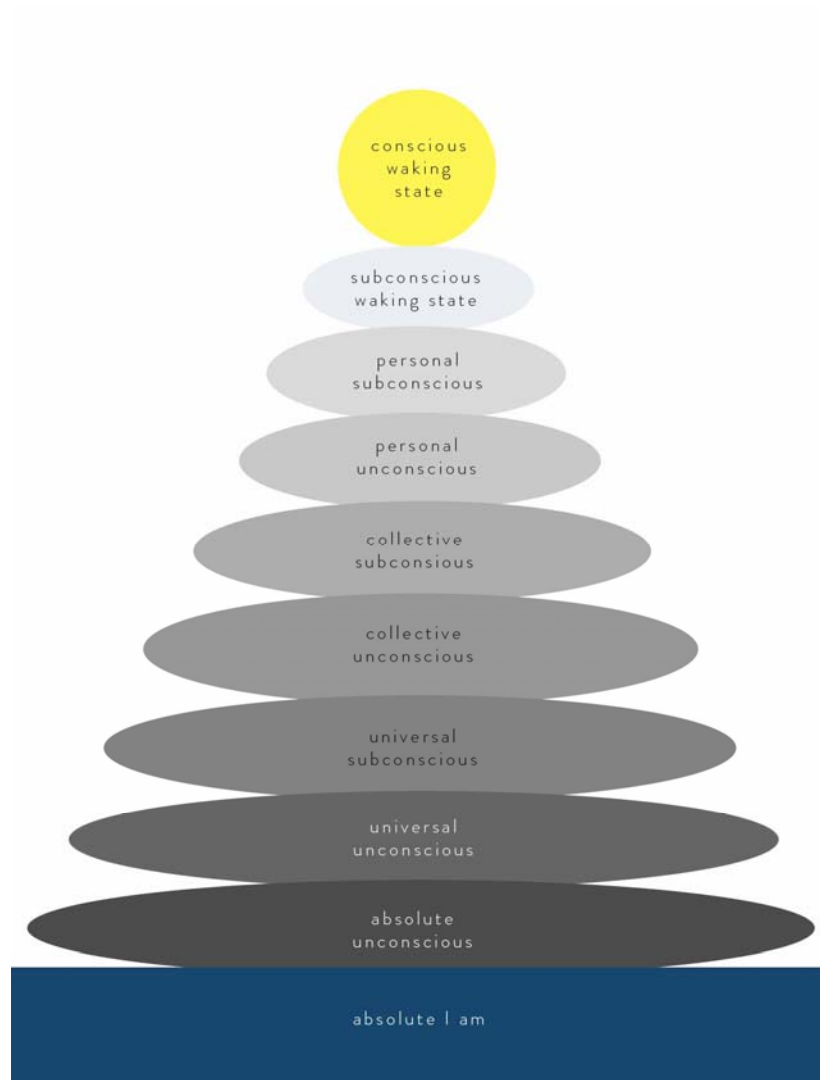 conscious
waking
state
subconscious
waking state
personal
subconscious
personal
unconscious
collective
subconsious
collective
unconscious
universal
subconscious
universal
unconscious
absolute
unconscious
absolute I am